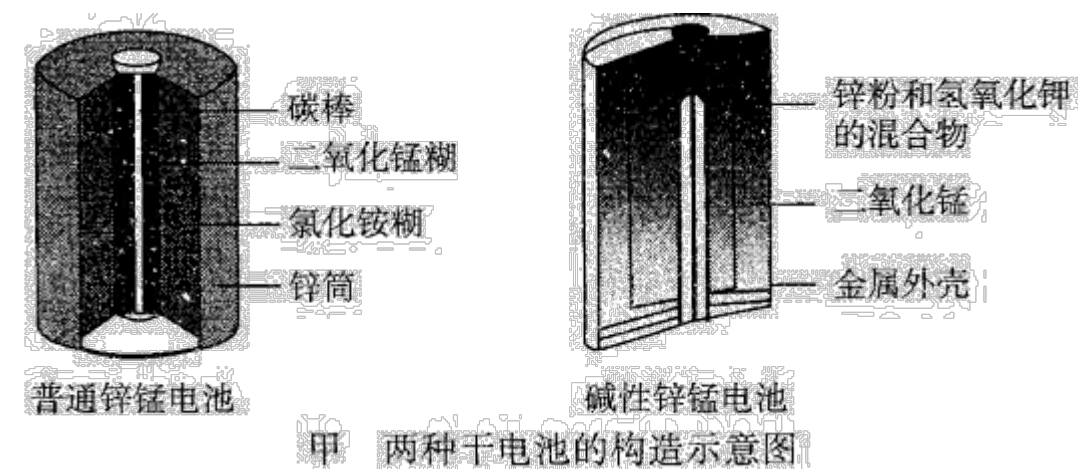 碳棒
二氧化锰糊
氯化铵糊
锌筒
普通锌锰电池
锌粉和氢氧化钾
的混合物
二氧化锰
金属外壳
碱性锌锰电池
甲 两种干电池的构造示意图